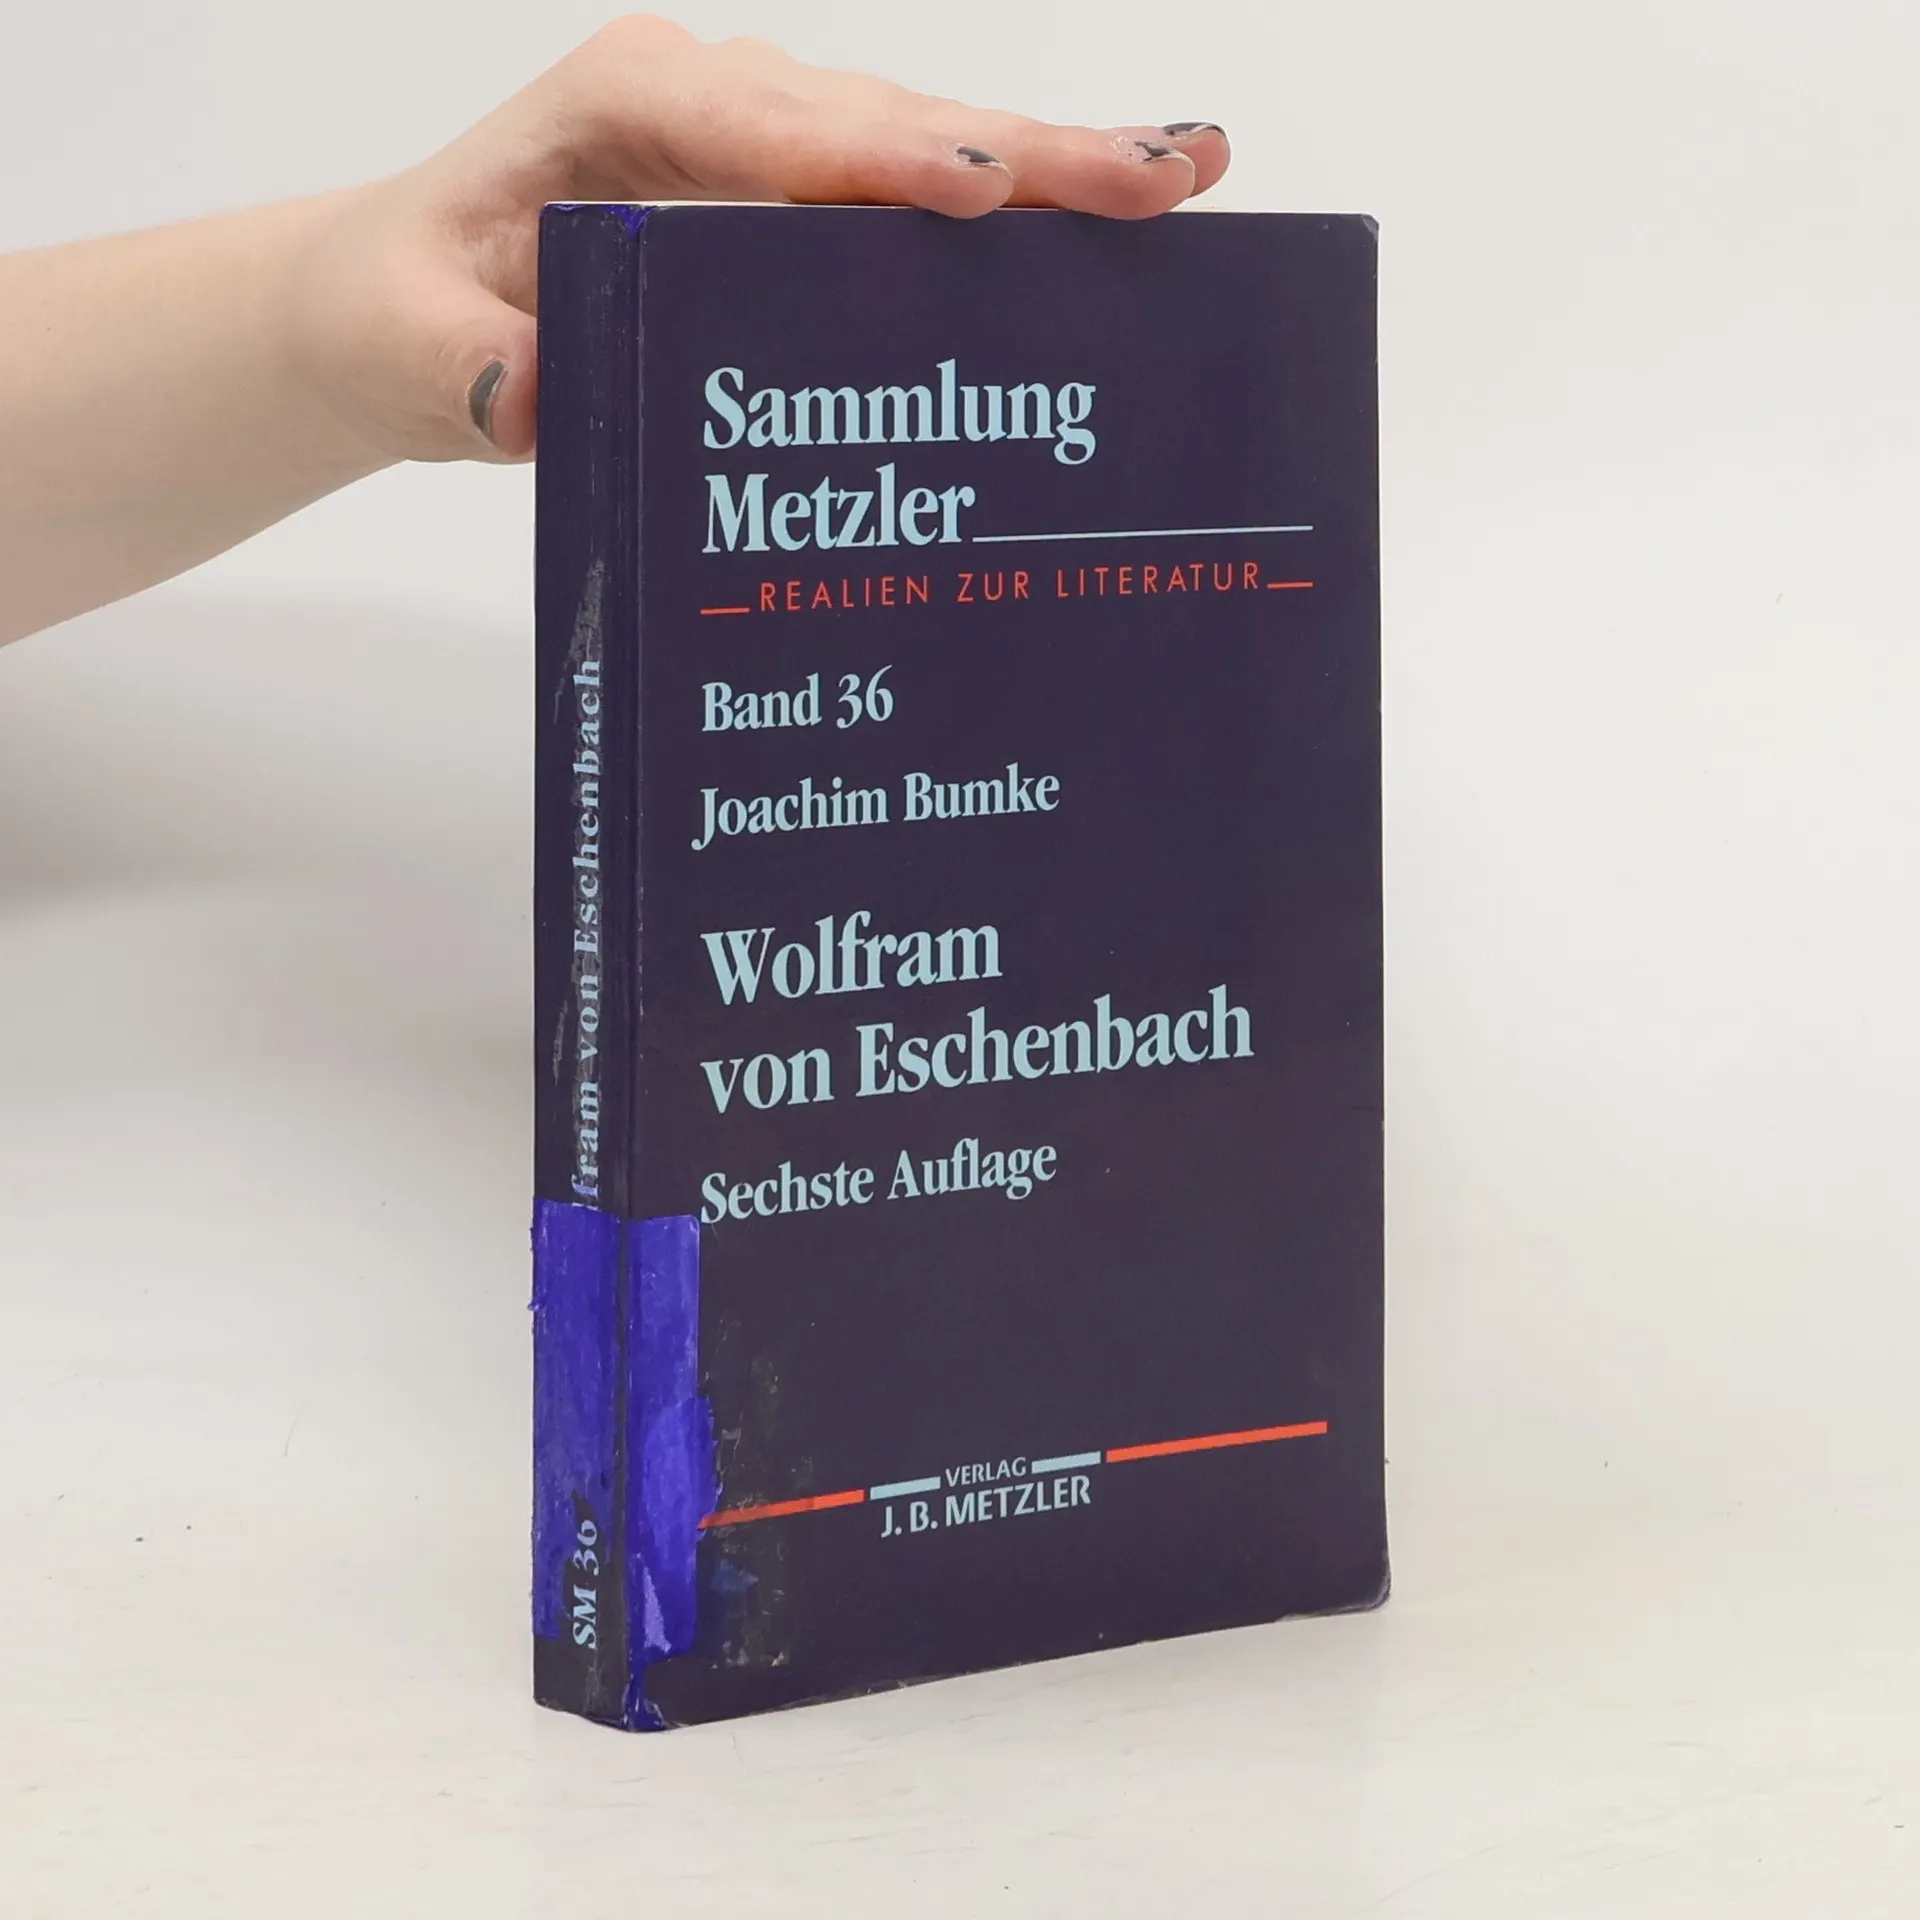 Sammlung
Metzler
REALIEN ZUR LITERATUR
Band 36
Joachim Bumke
Wolfram
von Eschenbach
Sechste Auflage
VERLAG
J. B. METZLER
fram von Eschenbach
SM 36